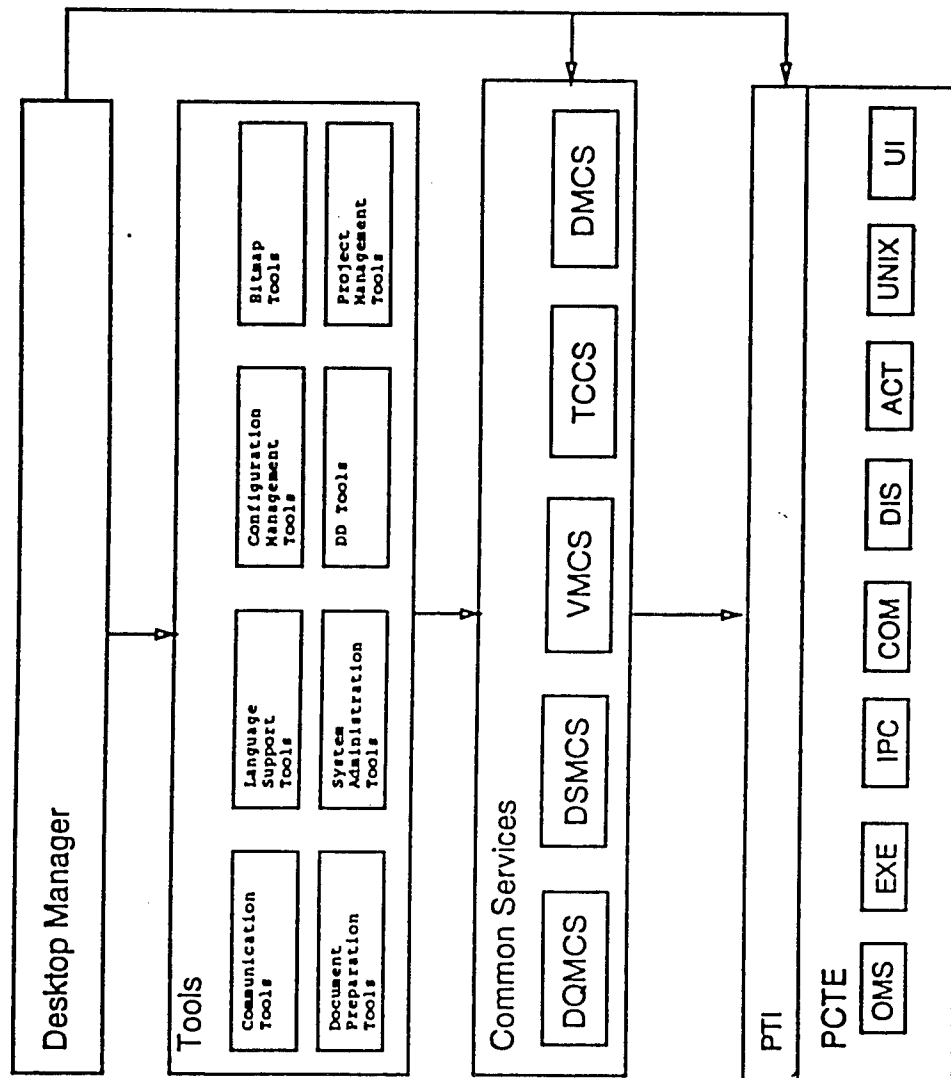 Desktop Manager
Tools
Communication
Tools
Language
Support
Tools
Configuration
Management
Tools
Bitmap
Tools
Document
Preparation
Tools
System
Administration
Tools
DD Tools
Project
Management
Tools
Common Services
DQMCS
DSMCS
VMCS
TCCS
DMCS
PTI
PCTE
OMS
EXE
IPC
COM
DIS
ACT
UNIX
UI